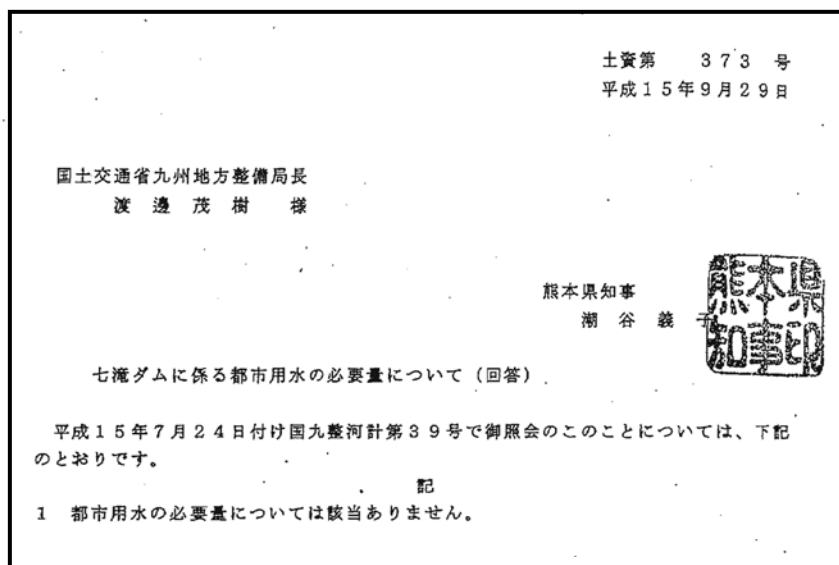 土資第　　３７３　号
平成１５年９月２９日
国土交通省九州地方整備局長
渡　邊　茂　樹　　様
熊本県知事
潮　谷　義　子
県知事印
熊本
七滝ダムに係る都市用水の必要量について（回答）
平成１５年７月２４日付け国九整河計第３９号で御照会のこのことについては、下記
のとおりです。
記
１　都市用水の必要量については該当ありません。